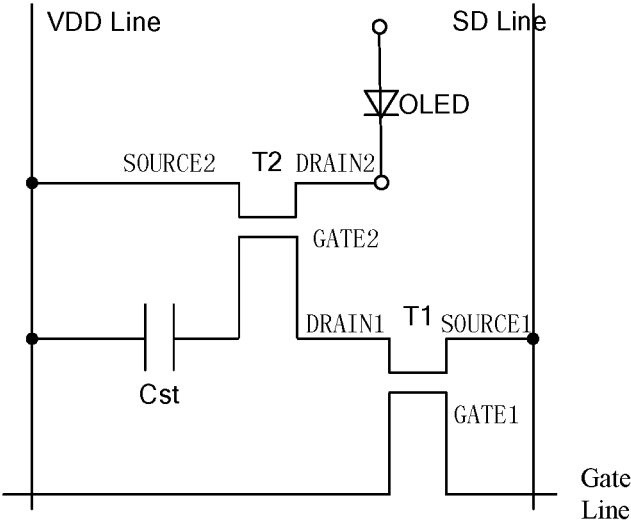 VDD Line
SD Line
OLED
SOURCE2
T2
DRAIN2
GATE2
DRAIN1
T1
SOURCE1
Cst
GATE1
Gate
Line